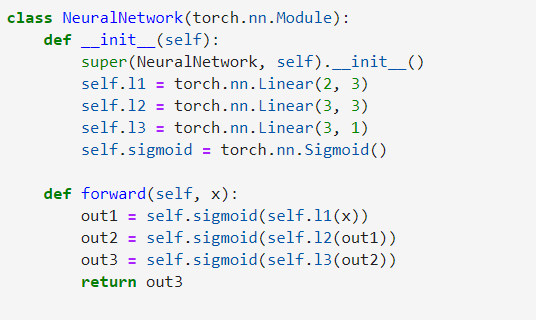 class NeuralNetwork(torch.nn.Module):
    def __init__(self):
        super(NeuralNetwork, self).__init__()
        self.l1 = torch.nn.Linear(2, 3)
        self.l2 = torch.nn.Linear(3, 3)
        self.l3 = torch.nn.Linear(3, 1)
        self.sigmoid = torch.nn.Sigmoid()

    def forward(self, x):
        out1 = self.sigmoid(self.l1(x))
        out2 = self.sigmoid(self.l2(out1))
        out3 = self.sigmoid(self.l3(out2))
        return out3